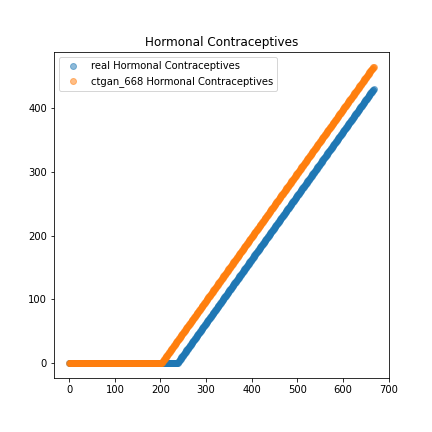 Hormonal Contraceptives
real Hormonal Contraceptives
ctgan_668 Hormonal Contraceptives
400
300
200
100
0
0 100 200 300 400 500 600 700